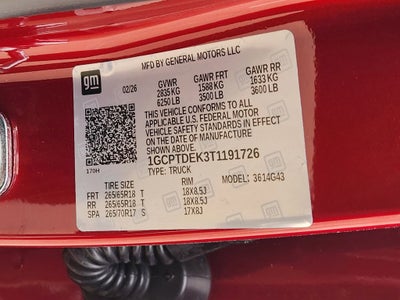 gm
MFD BY GENERAL MOTORS LLC
02/26 GVWR GAWR FRT GAWR RR
2835 KG 1588 KG 1633 KG
6250 LB 3500 LB 3600 LB
THIS VEHICLE CONFORMS TO ALL
APPLICABLE U.S. FEDERAL MOTOR
VEHICLE SAFETY STANDARDS IN EFFECT
ON THE DATE OF MANUFACTURE
SHOWN ABOVE.
170H 1GCPTDEK3T1191726
TYPE: TRUCK
TIRE SIZE RIM MODEL: 3614G43
FRT 265/65R18 T 18X8.5J
RR 265/65R18 T 18X8.5J
SPA 265/70R17 S 17X8J